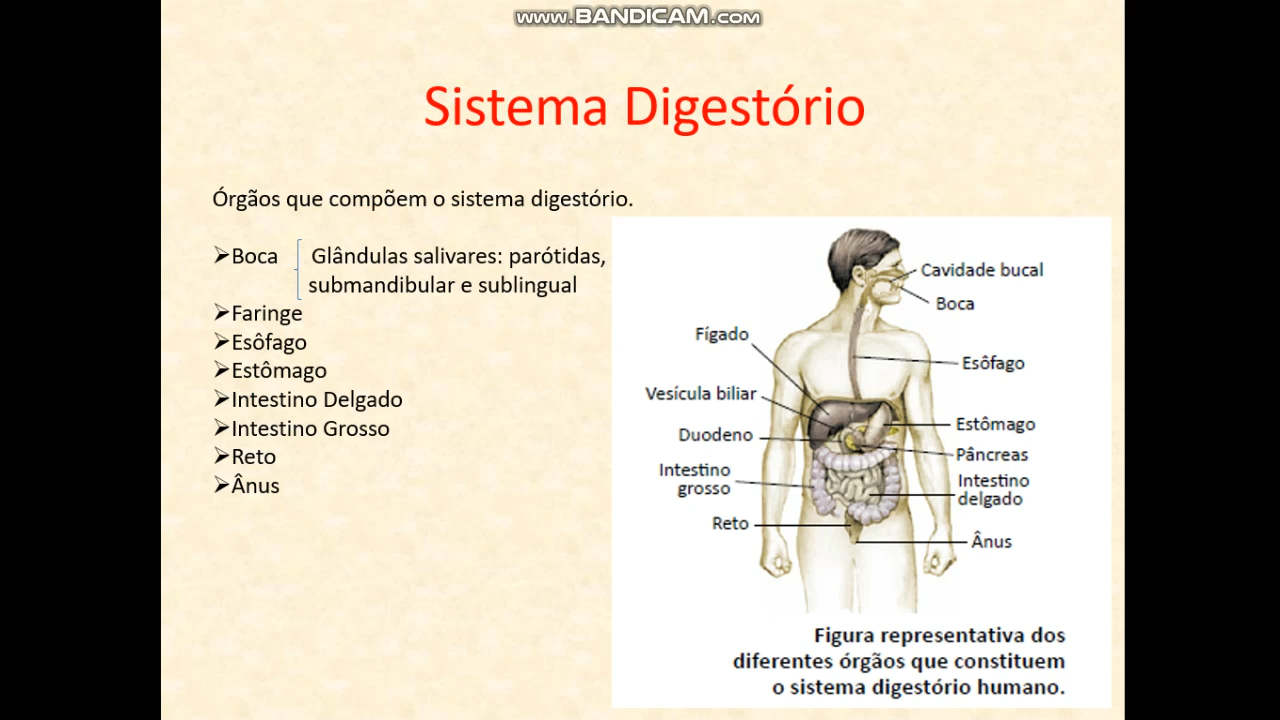 www.BANDICAM.com
Sistema Digestório
Órgãos que compõem o sistema digestório.
➢Boca Glândulas salivares: parótidas,
submandibular e sublingual
➢Faringe
➢Esôfago
➢Estômago
➢Intestino Delgado
➢Intestino Grosso
➢Reto
➢Ânus
Cavidade bucal
Boca
Fígado
Esôfago
Vesícula biliar
Estômago
Duodeno
Pâncreas
Intestino
grosso
Intestino
delgado
Reto
Ânus
Figura representativa dos
diferentes órgãos que constituem
o sistema digestório humano.